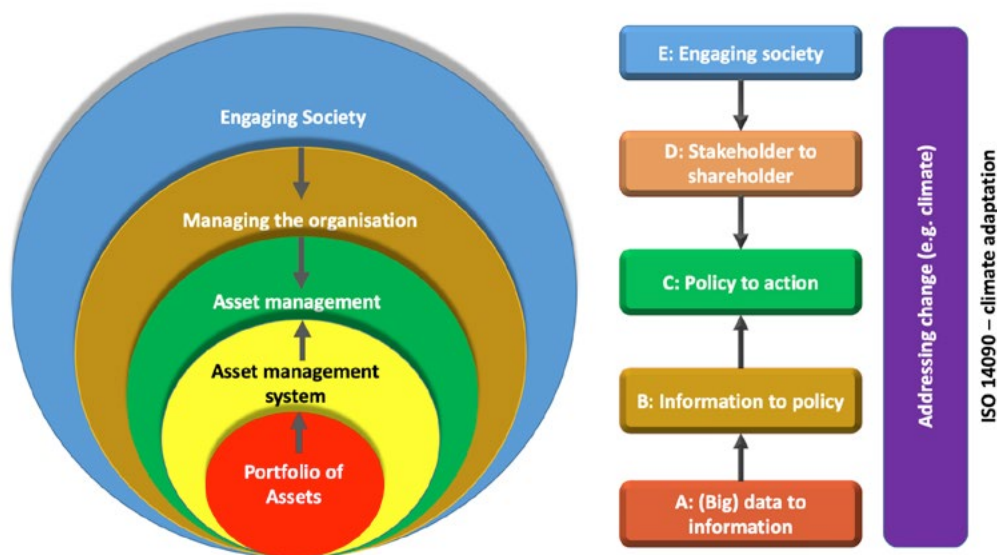 Engaging Society
Managing the organisation
Asset management
Asset management
system
Portfolio of
Assets
E: Engaging society
D: Stakeholder to
shareholder
C: Policy to action
B: Information to policy
A: (Big) data to
information
Addressing change (e.g. climate)
ISO 14090 – climate adaptation